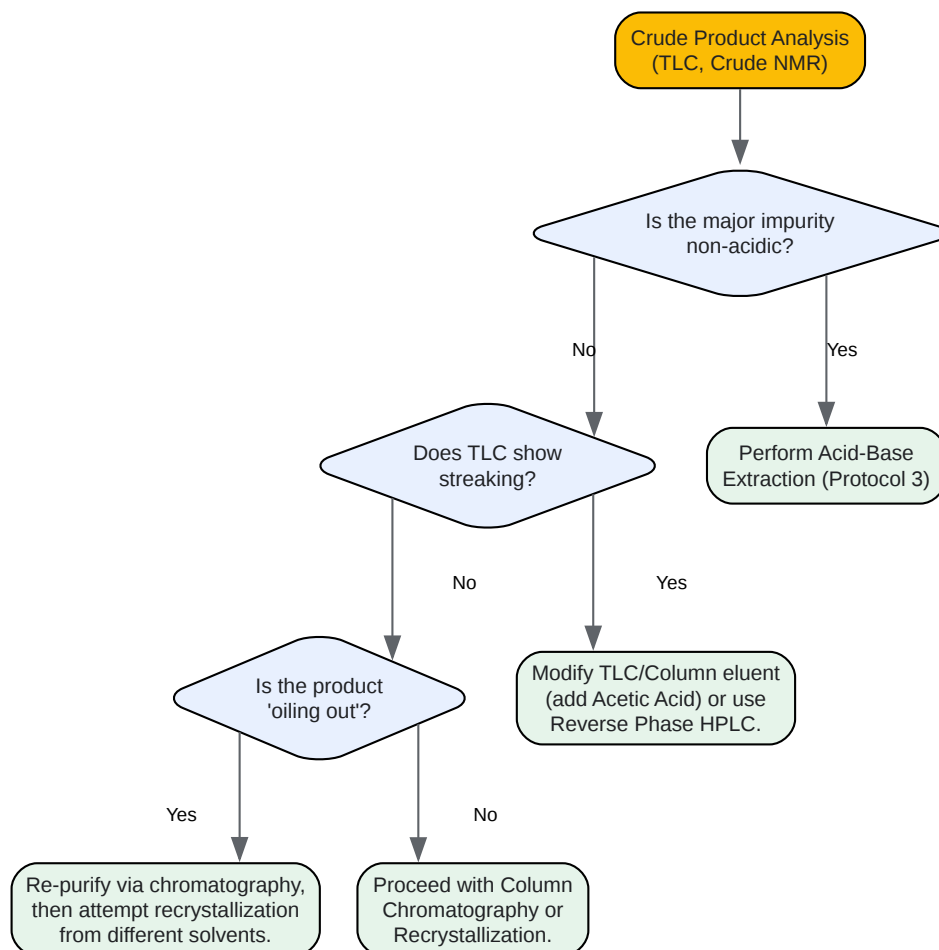 Crude Product Analysis
(TLC, Crude NMR)
Is the major impurity
non-acidic?
No
Yes
Does TLC show
streaking?
Perform Acid-Base
Extraction (Protocol 3)
No
Yes
Is the product
'oiling out'?
Modify TLC/Column eluent
(add Acetic Acid) or use
Reverse Phase HPLC.
Yes
No
Re-purify via chromatography,
then attempt recrystallization
from different solvents.
Proceed with Column
Chromatography or
Recrystallization.